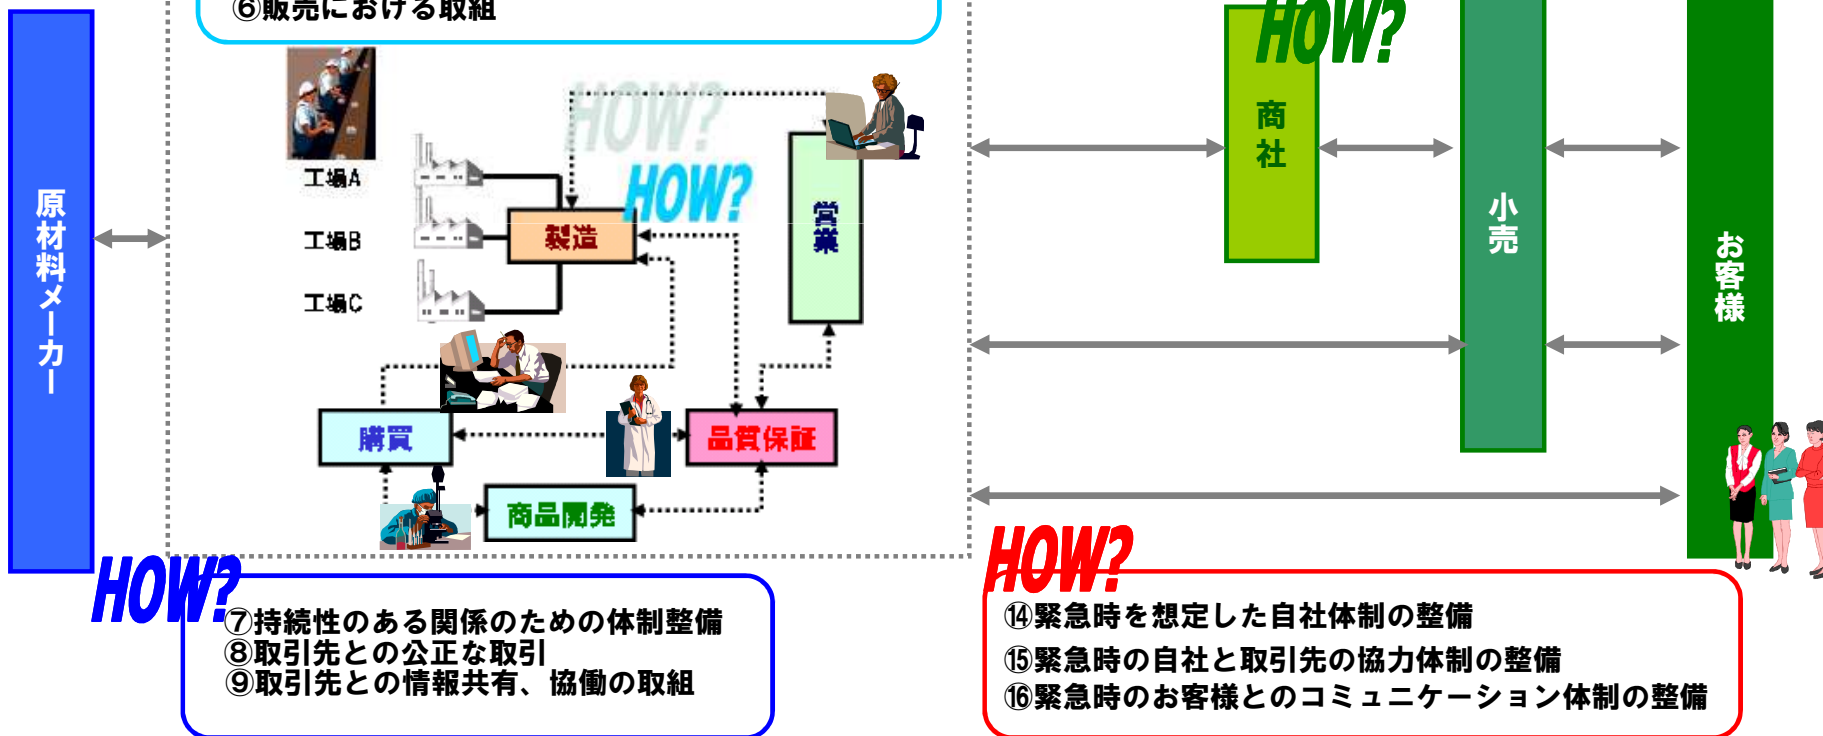 ⑥販売における取組
HOW?
HOW?
HOW?
商社
工場A
工場B
工場C
製造
営業
原材料メーカー
小売
お客様
購買
品質保証
商品開発
HOW?
⑦持続性のある関係のための体制整備
⑧取引先との公正な取引
⑨取引先との情報共有、協働の取組
HOW?
⑭緊急時を想定した自社体制の整備
⑮緊急時の自社と取引先の協力体制の整備
⑯緊急時のお客様とのコミュニケーション体制の整備